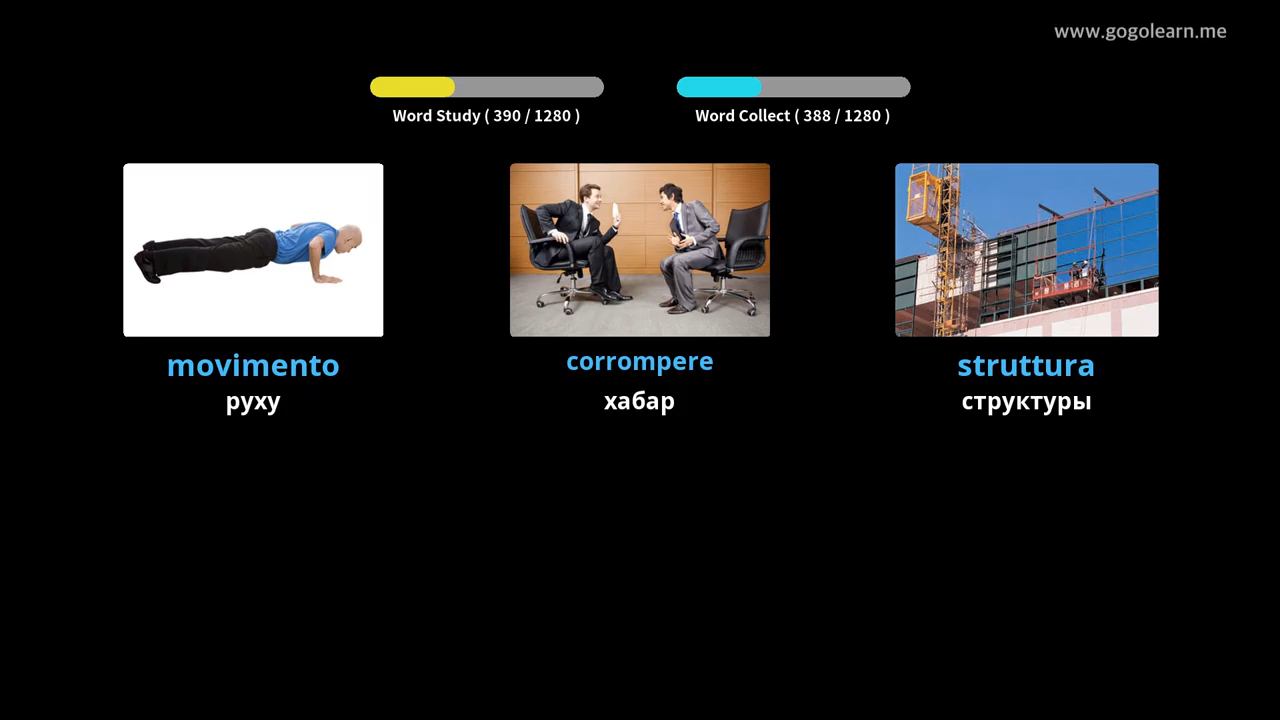 www.gogolearn.me
Word Study ( 390 / 1280 )
Word Collect ( 388 / 1280 )
movimento
руху
corrompere
хабар
struttura
структуры